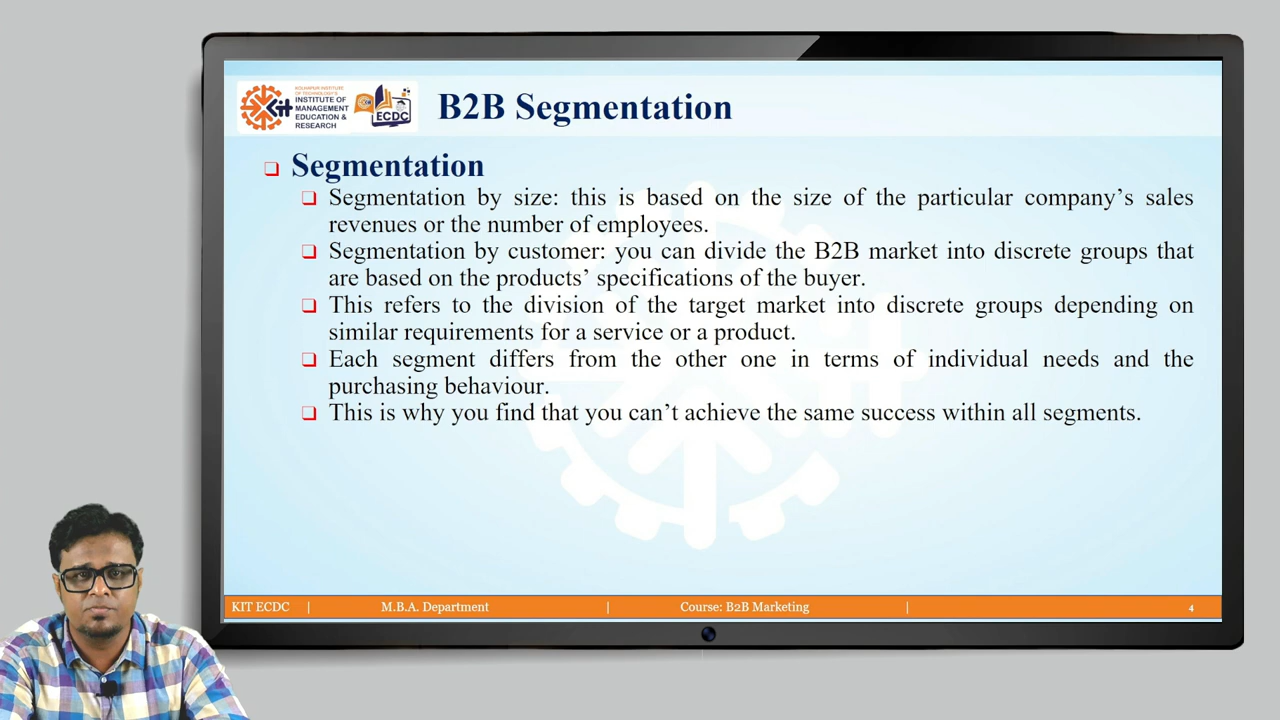 KOLHAPUR INSTITUTE
OF TECHNOLOGY'S
INSTITUTE OF
MANAGEMENT
EDUCATION &
RESEARCH
Kit
ECDC
B2B Segmentation
Segmentation
Segmentation by size: this is based on the size of the particular company’s sales
revenues or the number of employees.
Segmentation by customer: you can divide the B2B market into discrete groups that
are based on the products’ specifications of the buyer.
This refers to the division of the target market into discrete groups depending on
similar requirements for a service or a product.
Each segment differs from the other one in terms of individual needs and the
purchasing behaviour.
This is why you find that you can’t achieve the same success within all segments.
KIT ECDC | M.B.A. Department | Course: B2B Marketing | 4